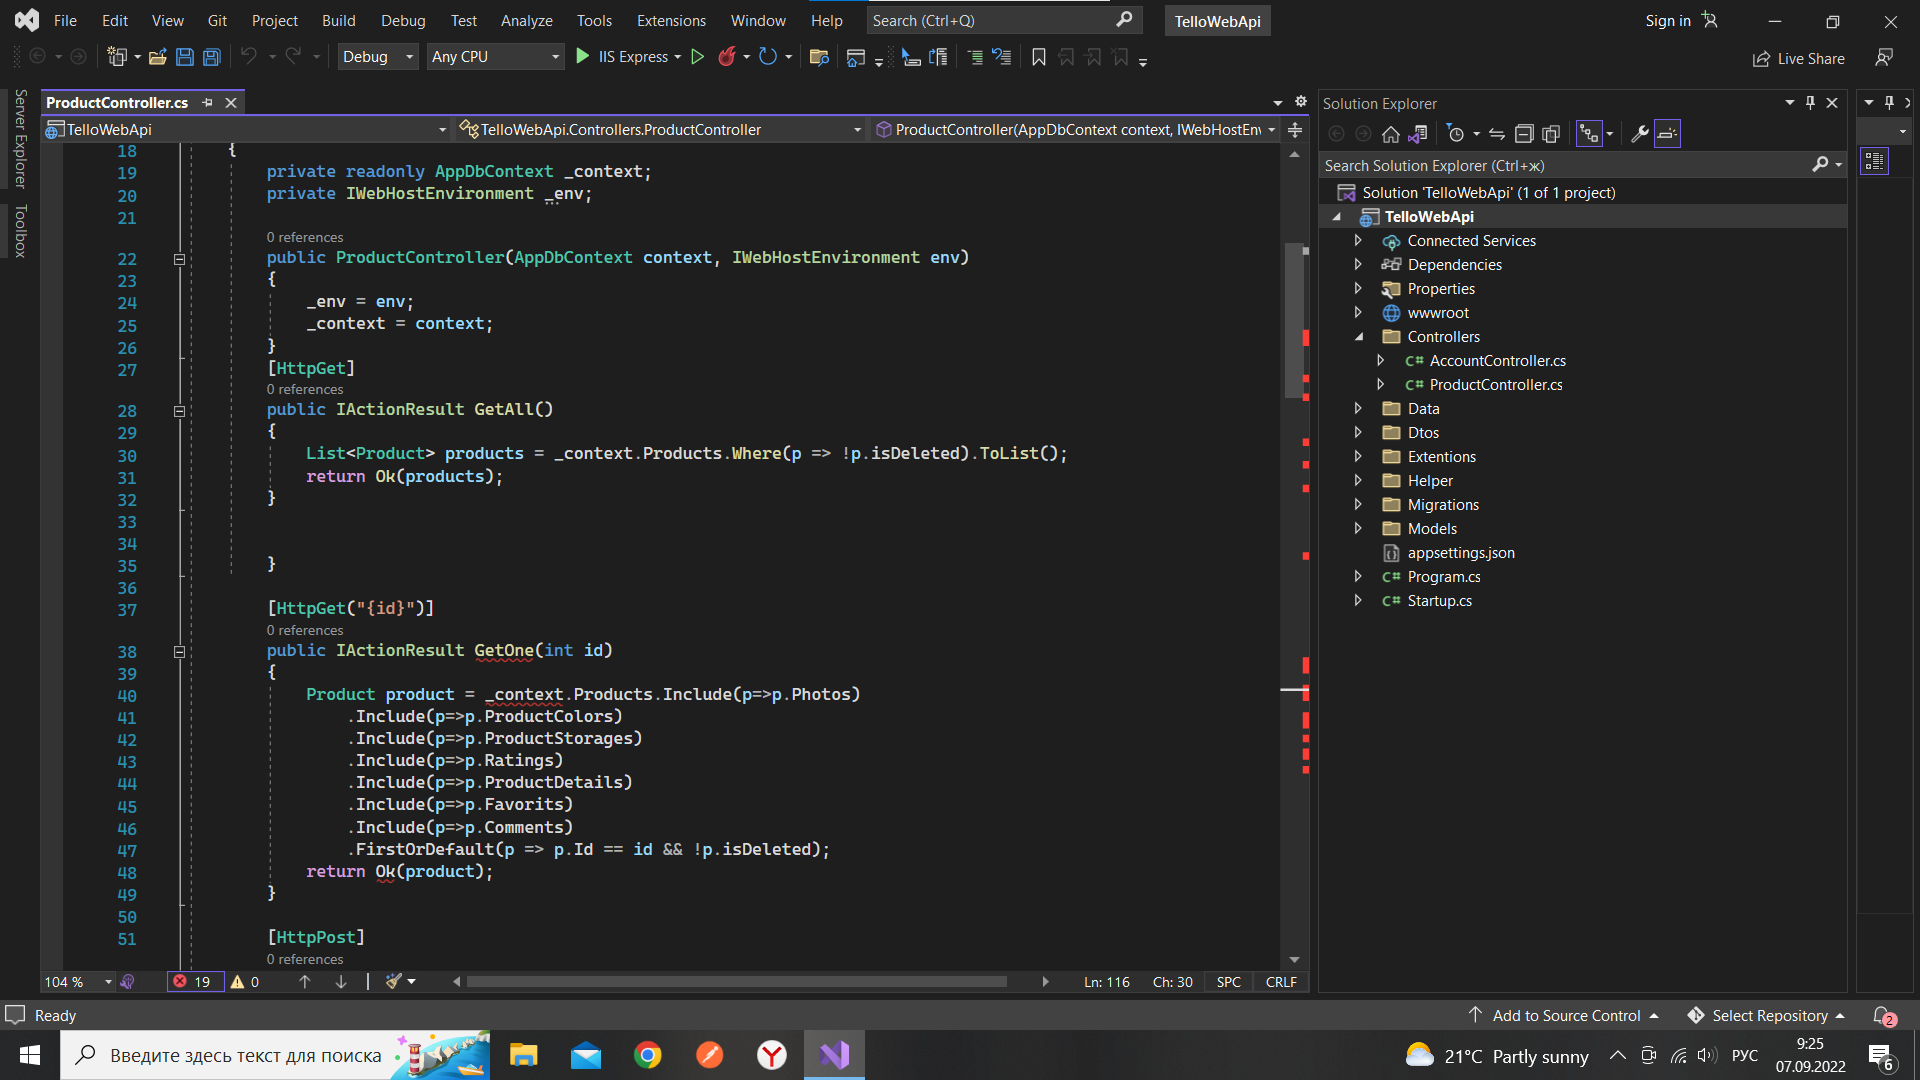 File Edit View Git Project Build Debug Test Analyze Tools Extensions Window Help Search (Ctrl+Q) TelloWebApi Sign in
Debug Any CPU IIS Express Live Share
Server Explorer
Toolbox
ProductController.cs
TelloWebApi TelloWebApi.Controllers.ProductController ProductController(AppDbContext context, IWebHostEnv
18 {
19 private readonly AppDbContext _context;
20 private IWebHostEnvironment _env;
21
0 references
22 public ProductController(AppDbContext context, IWebHostEnvironment env)
23 {
24 _env = env;
25 _context = context;
26 }
27 [HttpGet]
0 references
28 public IActionResult GetAll()
29 {
30 List<Product> products = _context.Products.Where(p => !p.isDeleted).ToList();
31 return Ok(products);
32 }
33
34
35 }
36
37 [HttpGet("{id}")]
0 references
38 public IActionResult GetOne(int id)
39 {
40 Product product = _context.Products.Include(p=>p.Photos)
41 .Include(p=>p.ProductColors)
42 .Include(p=>p.ProductStorages)
43 .Include(p=>p.Ratings)
44 .Include(p=>p.ProductDetails)
45 .Include(p=>p.Favorits)
46 .Include(p=>p.Comments)
47 .FirstOrDefault(p => p.Id == id && !p.isDeleted);
48 return Ok(product);
49 }
50
51 [HttpPost]
0 references
104 % 19 0 Ln: 116 Ch: 30 SPC CRLF
Solution Explorer
Search Solution Explorer (Ctrl+ж)
Solution 'TelloWebApi' (1 of 1 project)
TelloWebApi
Connected Services
Dependencies
Properties
wwwroot
Controllers
C# AccountController.cs
C# ProductController.cs
Data
Dtos
Extentions
Helper
Migrations
Models
appsettings.json
C# Program.cs
C# Startup.cs
Ready Add to Source Control Select Repository 2
Введите здесь текст для поиска 21°C Partly sunny РУС 9:25
07.09.2022 6